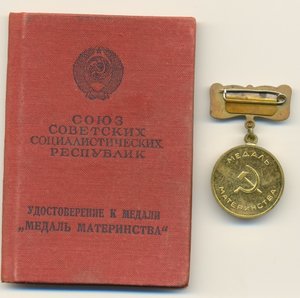 СОЮЗ
СОВЕТСКИХ
СОЦИАЛИСТИЧЕСКИХ
РЕСПУБЛИК
УДОСТОВЕРЕНИЕ К МЕДАЛИ
„МЕДАЛЬ МАТЕРИНСТВА“
МЕДАЛЬ
МАТЕРИНСТВА